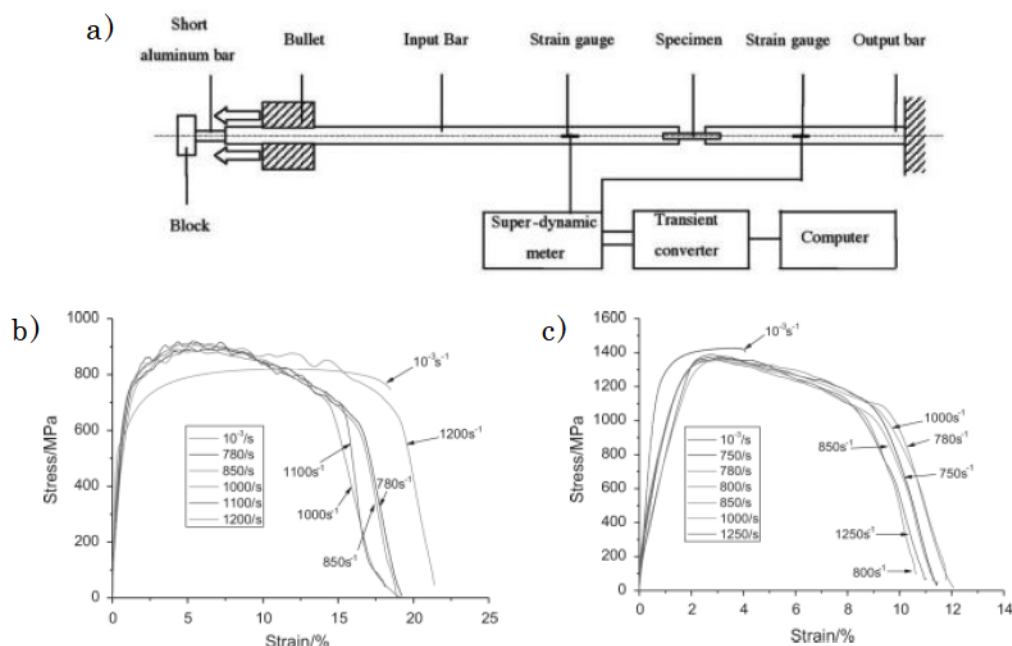 a)
Short
aluminum bar
Bullet
Input Bar
Strain gauge
Specimen
Strain gauge
Output bar
Block
Super-dynamic
meter
Transient
converter
Computer
b)
Stress/MPa
1000
800
600
400
200
0
0 5 10 15 20 25
Strain/%
10⁻³s⁻¹
1200s⁻¹
1100s⁻¹
780s⁻¹
1000s⁻¹
850s⁻¹
10⁻³/s
780/s
850/s
1000/s
1100/s
1200/s
c)
Stress/MPa
1600
1400
1200
1000
800
600
400
200
0
0 2 4 6 8 10 12 14
Strain/%
10⁻³s⁻¹
1000s⁻¹
850s⁻¹
780s⁻¹
750s⁻¹
1250s⁻¹
800s⁻¹
10⁻³/s
750/s
780/s
800/s
850/s
1000/s
1250/s